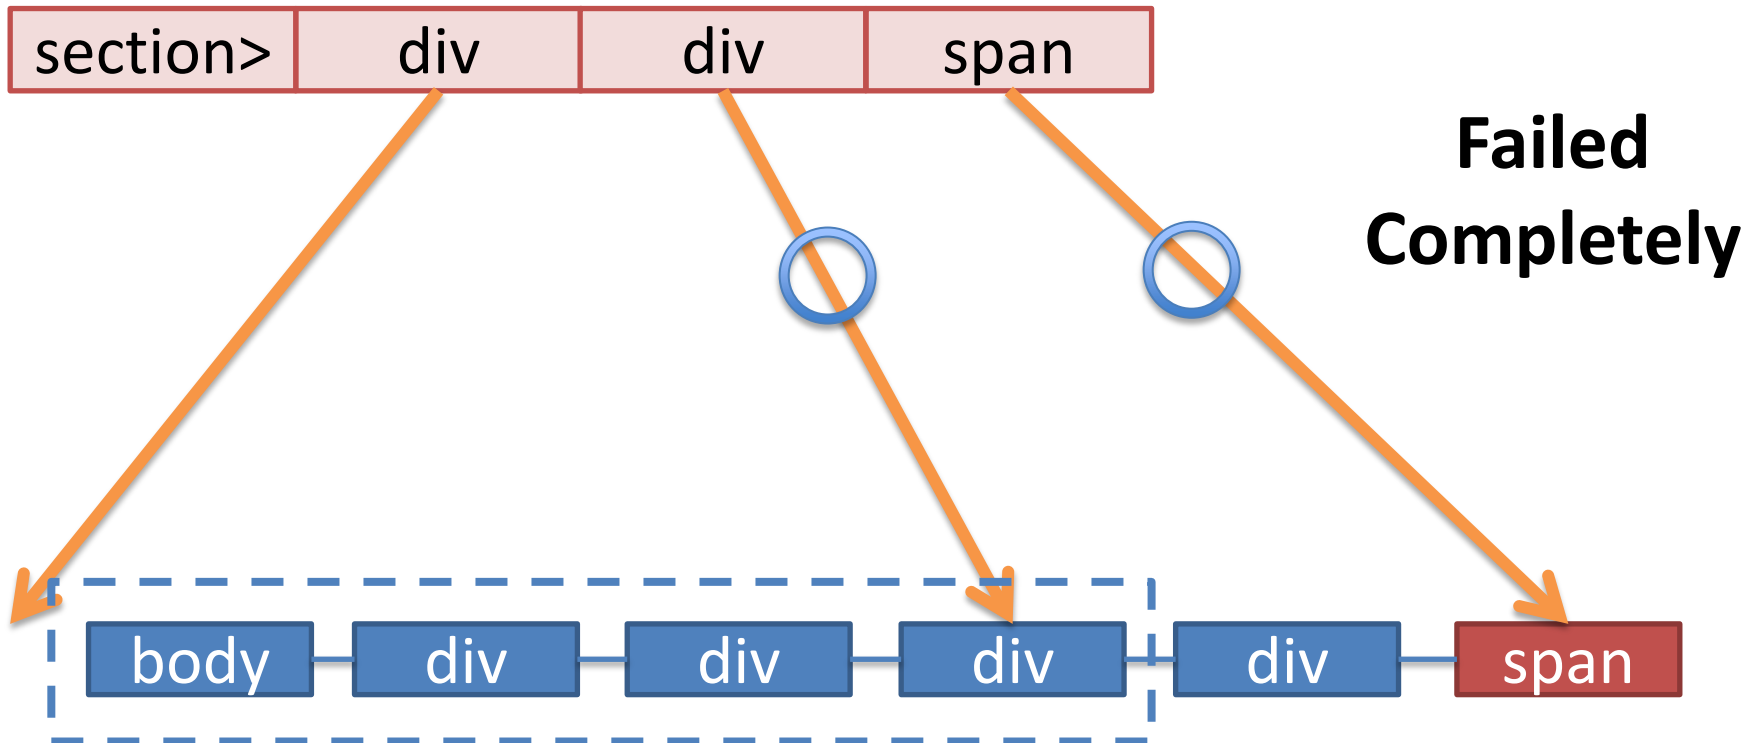 section> div div span
Failed
Completely
body div div div div span